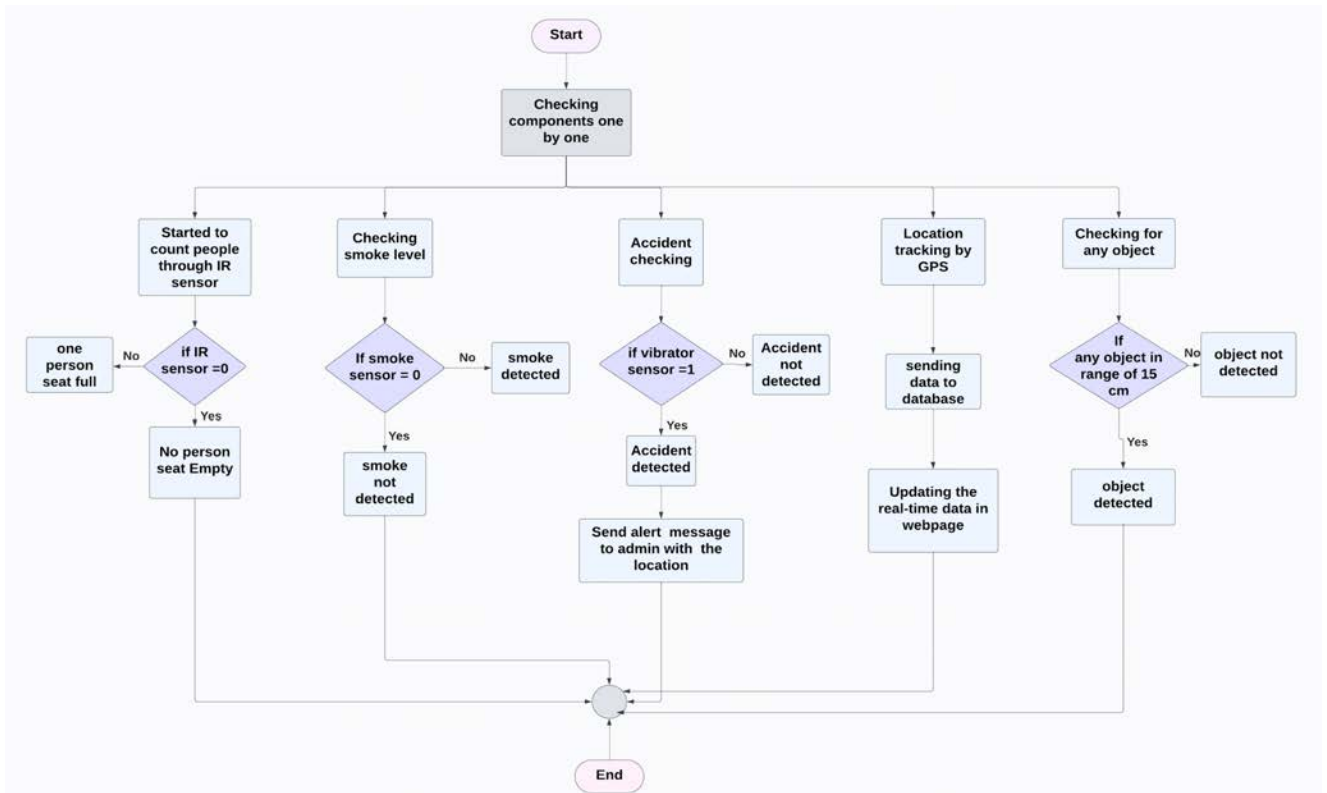 Start
Checking
components one
by one
Started to
count people
through IR
sensor
Checking
smoke level
Accident
checking
Location
tracking by
GPS
Checking for
any object
one
person
seat full
No
if IR
sensor =0
Yes
No person
seat Empty
If smoke
sensor = 0
No
smoke
detected
Yes
smoke
not
detected
if vibrator
sensor =1
No
Accident
not
detected
Yes
Accident
detected
Send alert message
to admin with the
location
sending
data to
database
Updating the
real-time data in
webpage
If
any object in
range of 15
cm
No
object not
detected
Yes
object
detected
End